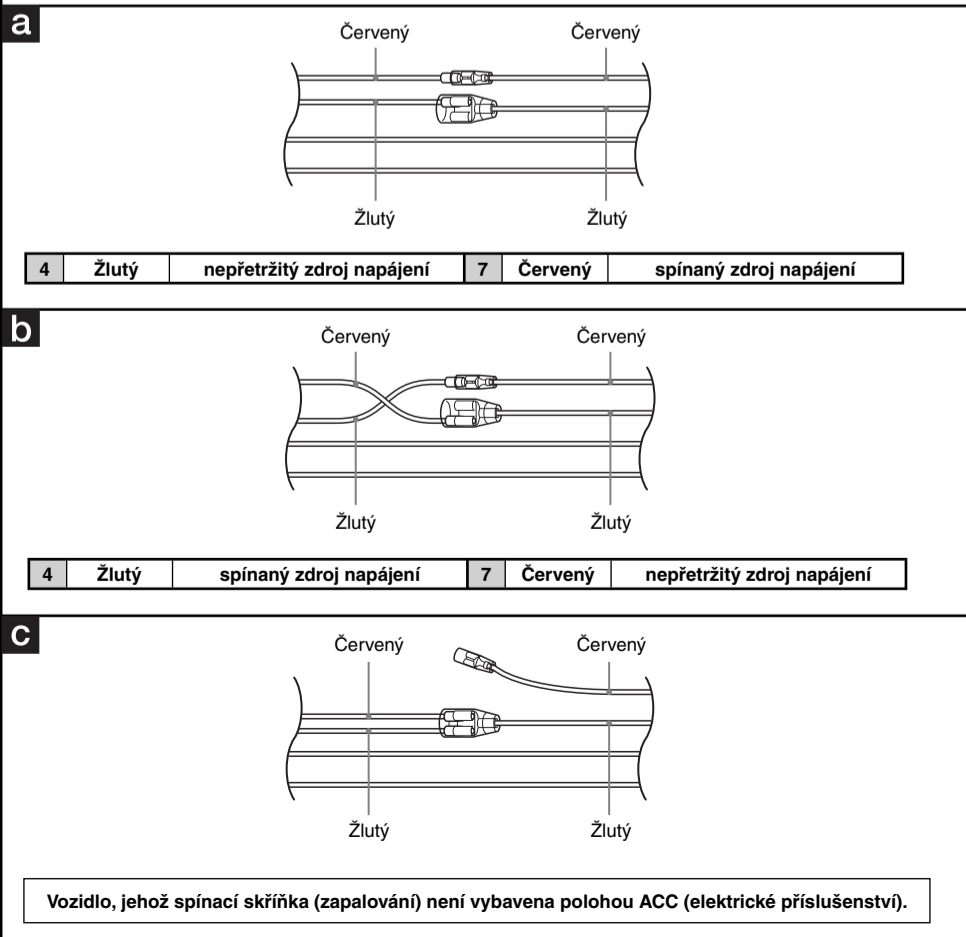 a
Červený Červený
Žlutý Žlutý
4 Žlutý nepřetržitý zdroj napájení 7 Červený spínaný zdroj napájení
b
Červený Červený
Žlutý Žlutý
4 Žlutý spínaný zdroj napájení 7 Červený nepřetržitý zdroj napájení
c
Červený Červený
Žlutý Žlutý
Vozidlo, jehož spínací skříňka (zapalování) není vybavena polohou ACC (elektrické příslušenství).